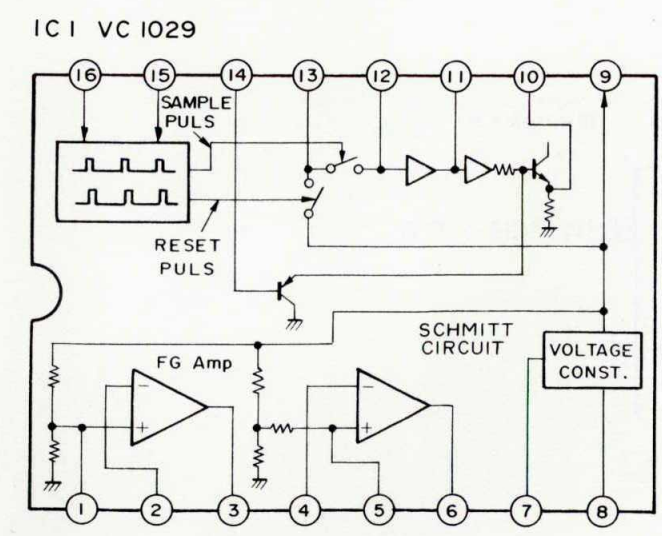 IC1 VC1029
16 15 14 13 12 11 10 9
SAMPLE
PULS
RESET
PULS
SCHMITT
CIRCUIT
VOLTAGE
CONST.
FG Amp
−
+
−
+
1 2 3 4 5 6 7 8